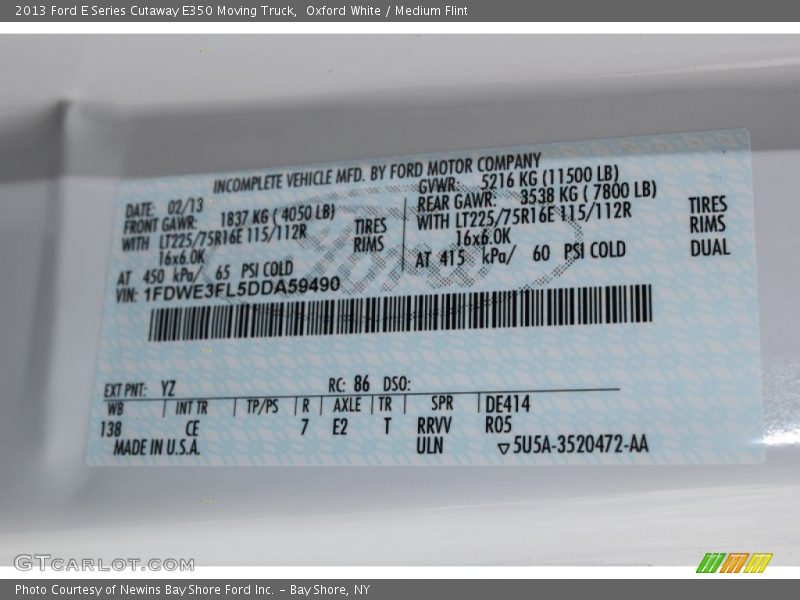 2013 Ford E Series Cutaway E350 Moving Truck,  Oxford White / Medium Flint
INCOMPLETE VEHICLE MFD. BY FORD MOTOR COMPANY
DATE: 02/13
GVWR: 5216 KG (11500 LB)
FRONT GAWR: 1837 KG ( 4050 LB)
REAR GAWR: 3538 KG ( 7800 LB)
WITH LT225/75R16E 115/112R TIRES
WITH LT225/75R16E 115/112R TIRES
16x6.0K RIMS
16x6.0K RIMS
AT 450 kPa/ 65 PSI COLD
AT 415 kPa/ 60 PSI COLD DUAL
VIN: 1FDWE3FL5DDA59490
Ford
EXT PNT: YZ RC: 86 DSO:
WB INT TR TP/PS R AXLE TR SPR DE414
138 CE 7 E2 T RRVV R05
MADE IN U.S.A. ULN ▽5U5A-3520472-AA
GTCARLOT.COM
Photo Courtesy of Newins Bay Shore Ford Inc. – Bay Shore, NY